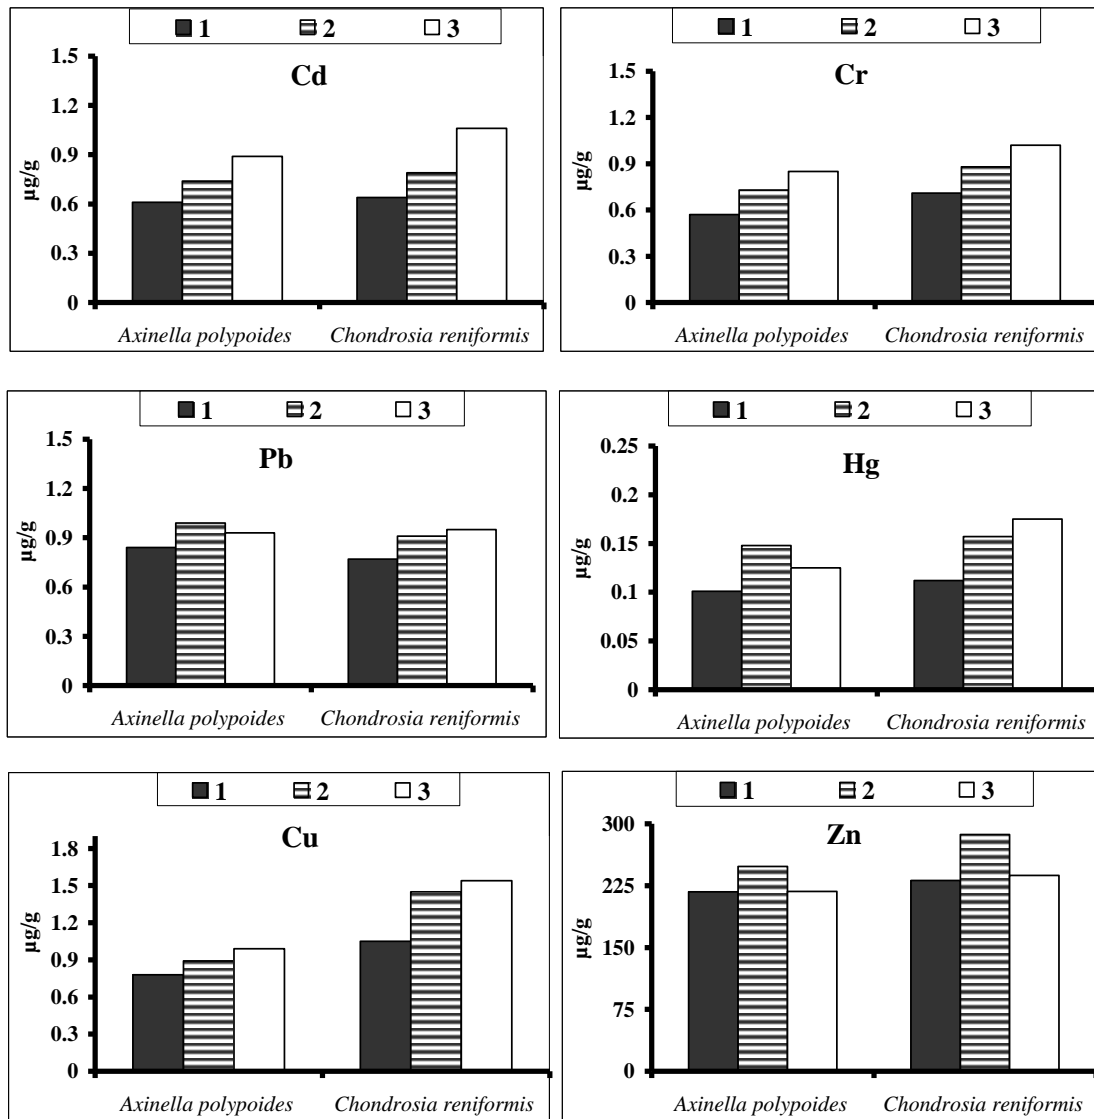 1 2 3
Cd
µg/g
1.5
1.2
0.9
0.6
0.3
0
Axinella polypoides Chondrosia reniformis
1 2 3
Cr
µg/g
1.5
1.2
0.9
0.6
0.3
0
Axinella polypoides Chondrosia reniformis
1 2 3
Pb
µg/g
1.5
1.2
0.9
0.6
0.3
0
Axinella polypoides Chondrosia reniformis
1 2 3
Hg
µg/g
0.25
0.2
0.15
0.1
0.05
0
Axinella polypoides Chondrosia reniformis
1 2 3
Cu
µg/g
1.8
1.5
1.2
0.9
0.6
0.3
0
Axinella polypoides Chondrosia reniformis
1 2 3
Zn
µg/g
300
225
150
75
0
Axinella polypoides Chondrosia reniformis